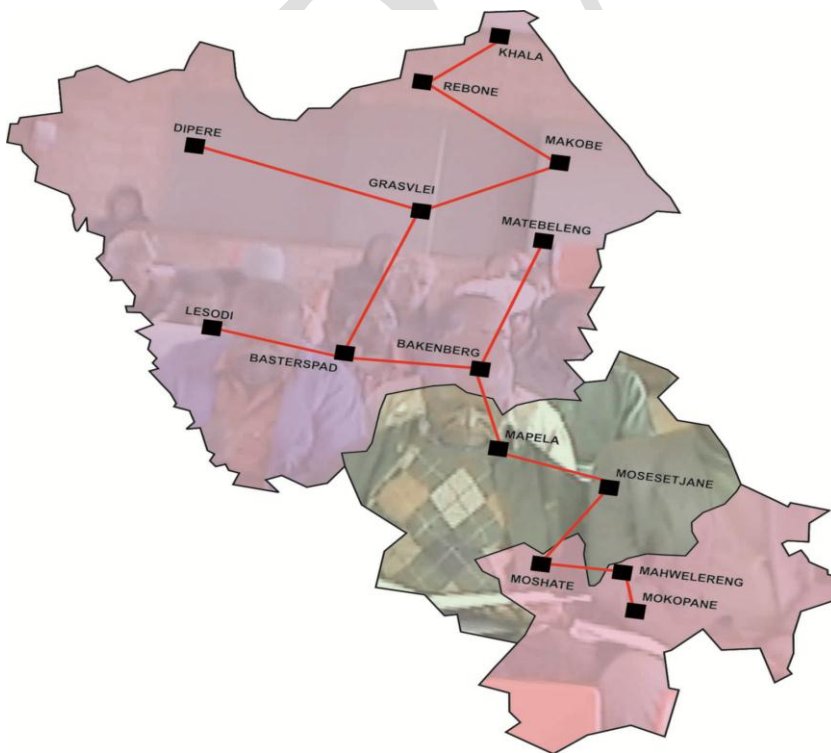 KHALA
REBONE
DIPERE
MAKOBE
GRASVLEI
MATEBELENG
LESODI
BAKENBERG
BASTERSPAD
MAPELA
MOSESETJANE
MAHWELERENG
MOSHATE
MOKOPANE